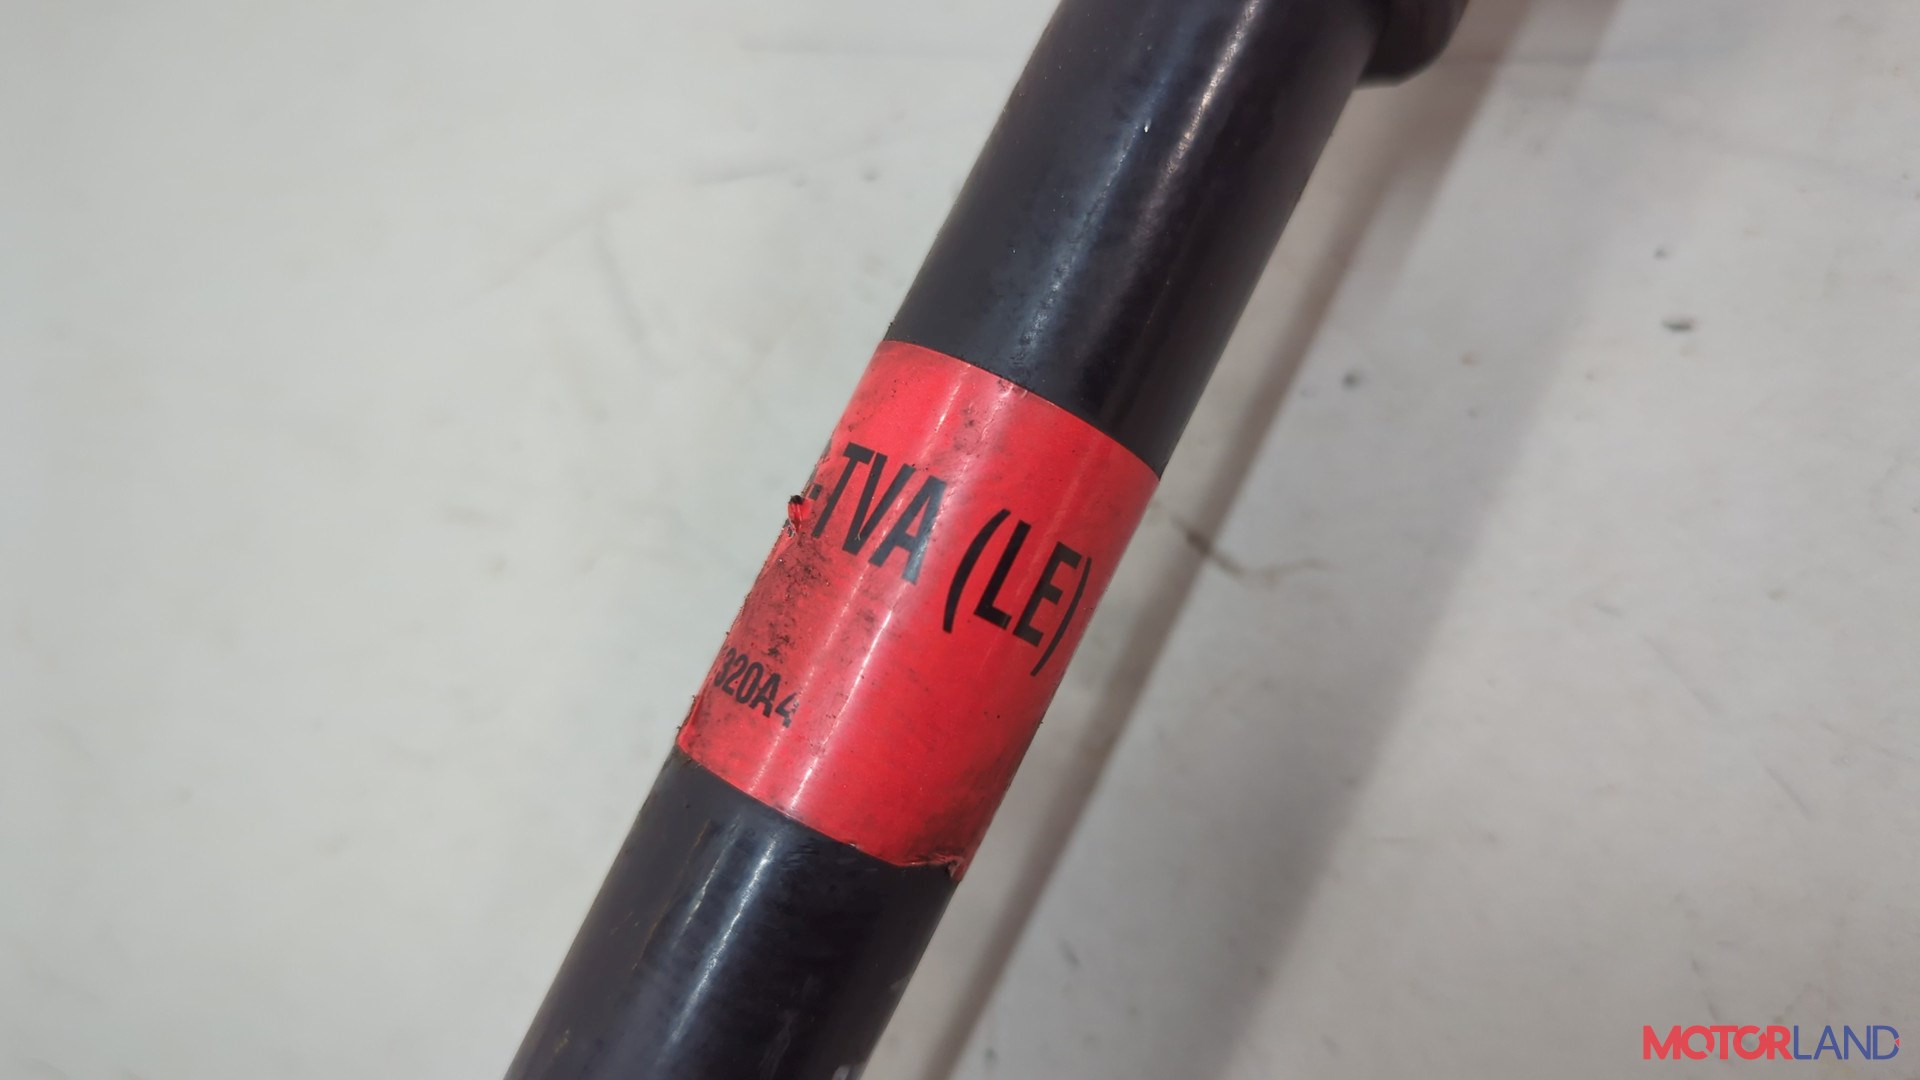 -TVA (LE)
320A4
MOTORLAND